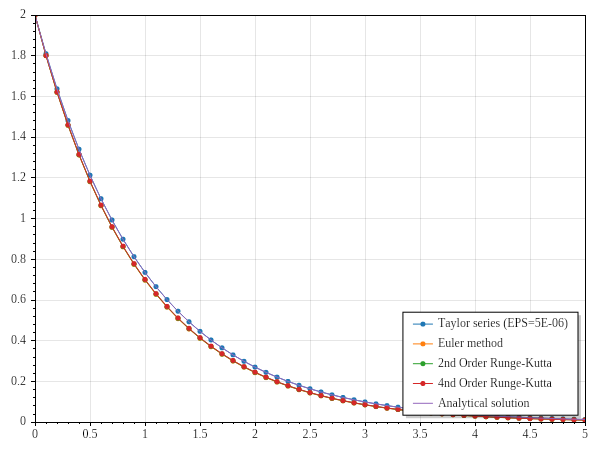 2
1.8
1.6
1.4
1.2
1
0.8
0.6
0.4
0.2
0
0 0.5 1 1.5 2 2.5 3 3.5 4 4.5 5
Taylor series (EPS=5E-06)
Euler method
2nd Order Runge-Kutta
4nd Order Runge-Kutta
Analytical solution